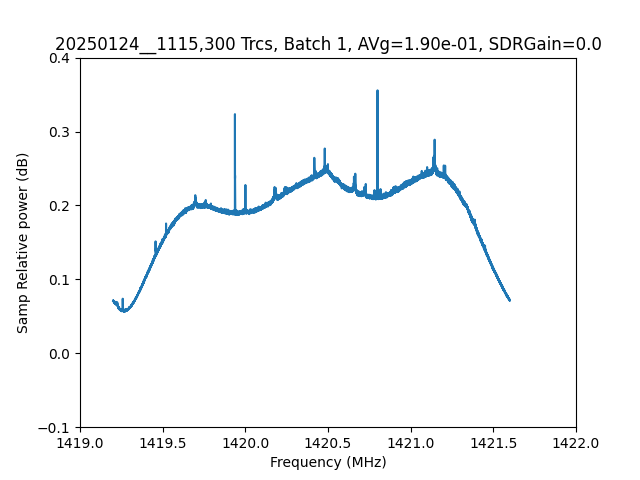 20250124__1115,300 Trcs, Batch 1, AVg=1.90e-01, SDRGain=0.0
0.4
0.3
0.2
0.1
0.0
−0.1
Samp Relative power (dB)
1419.0 1419.5 1420.0 1420.5 1421.0 1421.5 1422.0
Frequency (MHz)